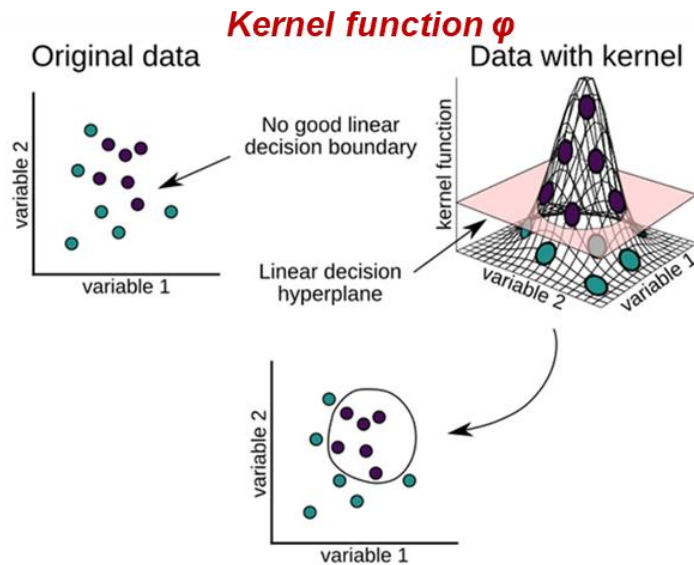 Kernel function φ
Original data
Data with kernel
No good linear
decision boundary
variable 2
variable 1
kernel function
variable 2
variable 1
Linear decision
hyperplane
variable 2
variable 1